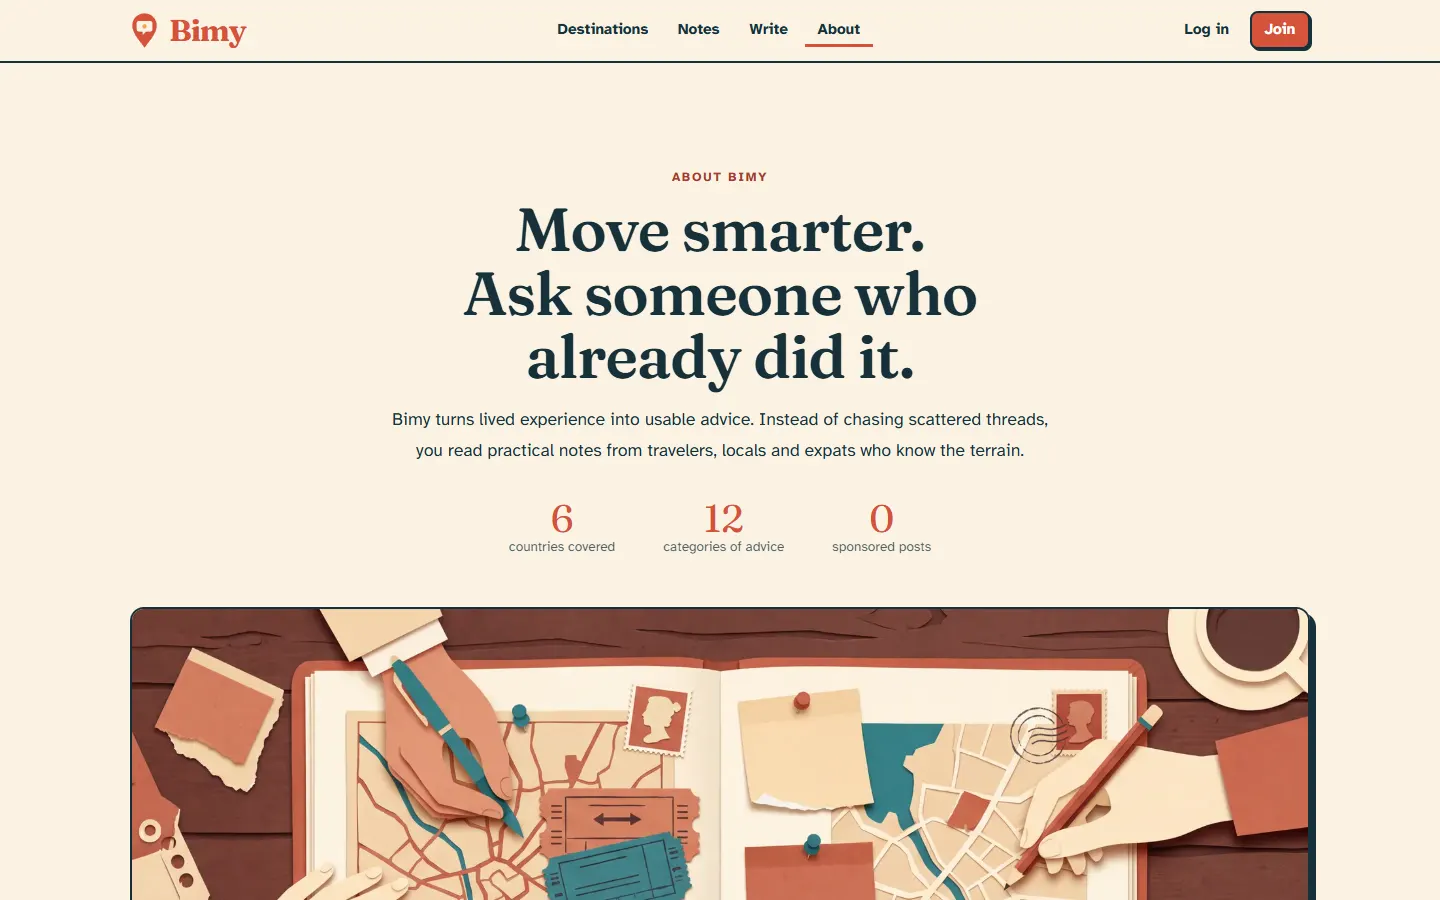 Bimy
Destinations
Notes
Write
About
Log in
Join
ABOUT BIMY
Move smarter.
Ask someone who
already did it.
Bimy turns lived experience into usable advice. Instead of chasing scattered threads,
you read practical notes from travelers, locals and expats who know the terrain.
6
countries covered
12
categories of advice
0
sponsored posts